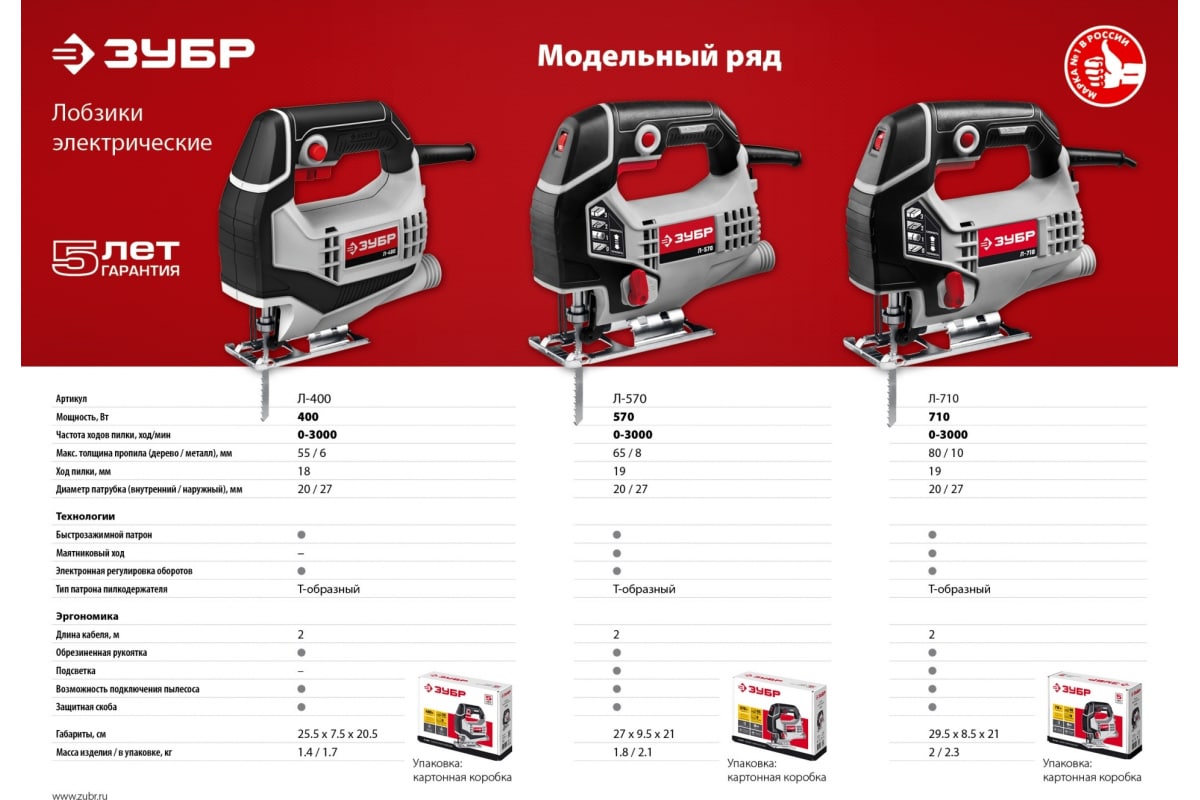 ЗУБР
Модельный ряд
МАРКА №1 В РОССИИ
Лобзики
электрические
5 лет
ГАРАНТИЯ
ЗУБР
Л-400
ЗУБР
Л-570
ЗУБР
Л-710
Артикул Л-400 Л-570 Л-710
Мощность, Вт 400 570 710
Частота ходов пилки, ход/мин 0-3000 0-3000 0-3000
Макс. толщина пропила (дерево / металл), мм 55 / 6 65 / 8 80 / 10
Ход пилки, мм 18 19 19
Диаметр патрубка (внутренний / наружный), мм 20 / 27 20 / 27 20 / 27
Технологии
Быстрозажимной патрон ● ● ●
Маятниковый ход – ● ●
Электронная регулировка оборотов ● ● ●
Тип патрона пилкодержателя Т-образный Т-образный Т-образный
Эргономика
Длина кабеля, м 2 2 2
Обрезиненная рукоятка ● ● ●
Подсветка – ● ●
Возможность подключения пылесоса ● ● ●
Защитная скоба ● ● ●
Габариты, см 25.5 x 7.5 x 20.5 27 x 9.5 x 21 29.5 x 8.5 x 21
Масса изделия / в упаковке, кг 1.4 / 1.7 1.8 / 2.1 2 / 2.3
ЗУБР
ЗУБР
ЗУБР
Упаковка:
картонная коробка
Упаковка:
картонная коробка
Упаковка:
картонная коробка
www.zubr.ru